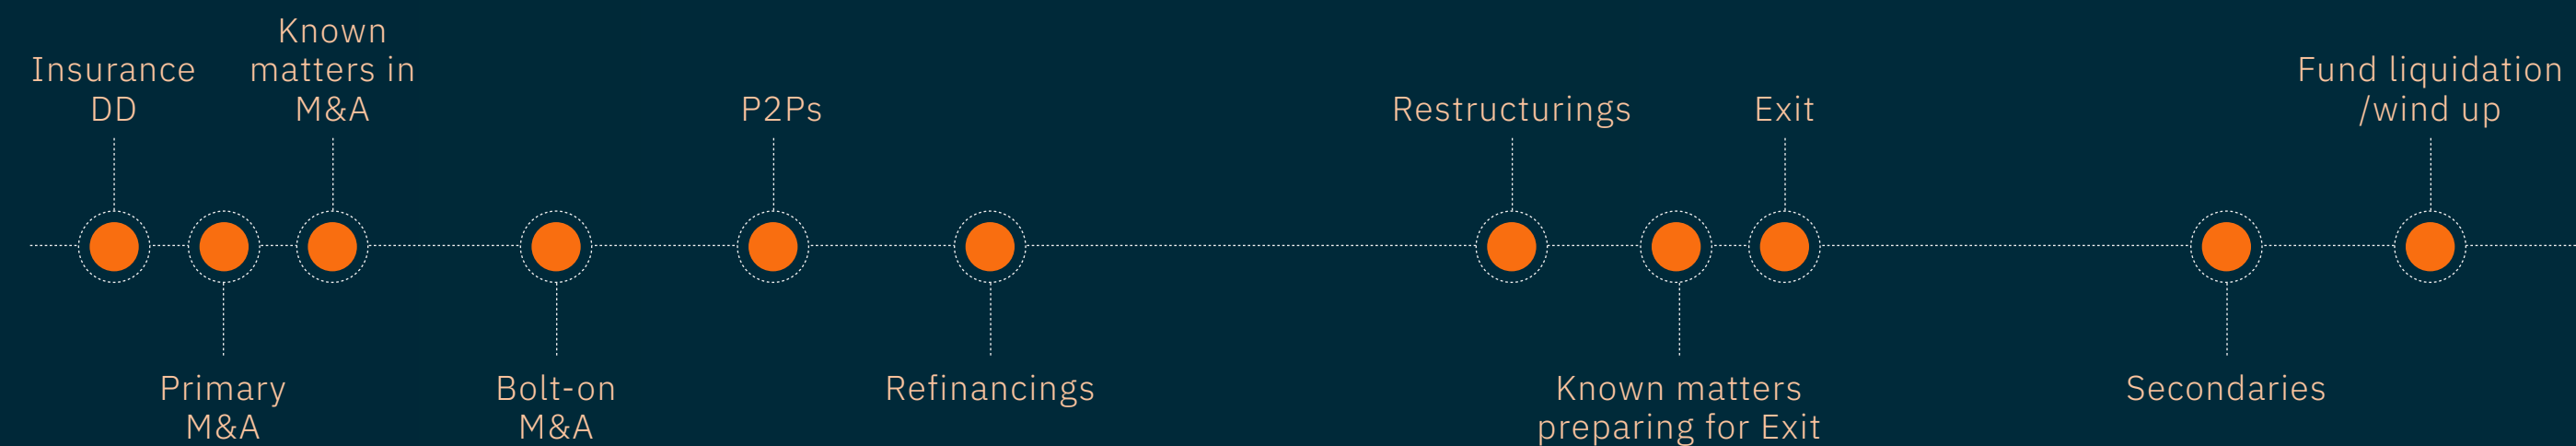 Insurance
DD
Primary
M&A
Known
matters in
M&A
Bolt-on
M&A
P2Ps
Refinancings
Restructurings
Known matters
preparing for Exit
Exit
Secondaries
Fund liquidation
/wind up